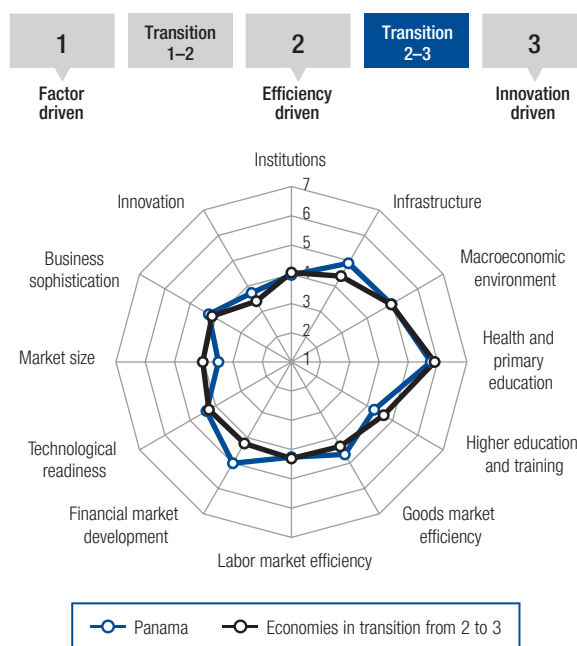 1
Transition
1–2
2
Transition
2–3
3
Factor
driven
Efficiency
driven
Innovation
driven
Institutions
7
Innovation
Infrastructure
6
5
Business
sophistication
Macroeconomic
environment
4
3
2
Market size
1
Health and
primary
education
Technological
readiness
Higher education
and training
Financial market
development
Goods market
efficiency
Labor market efficiency
Panama
Economies in transition from 2 to 3